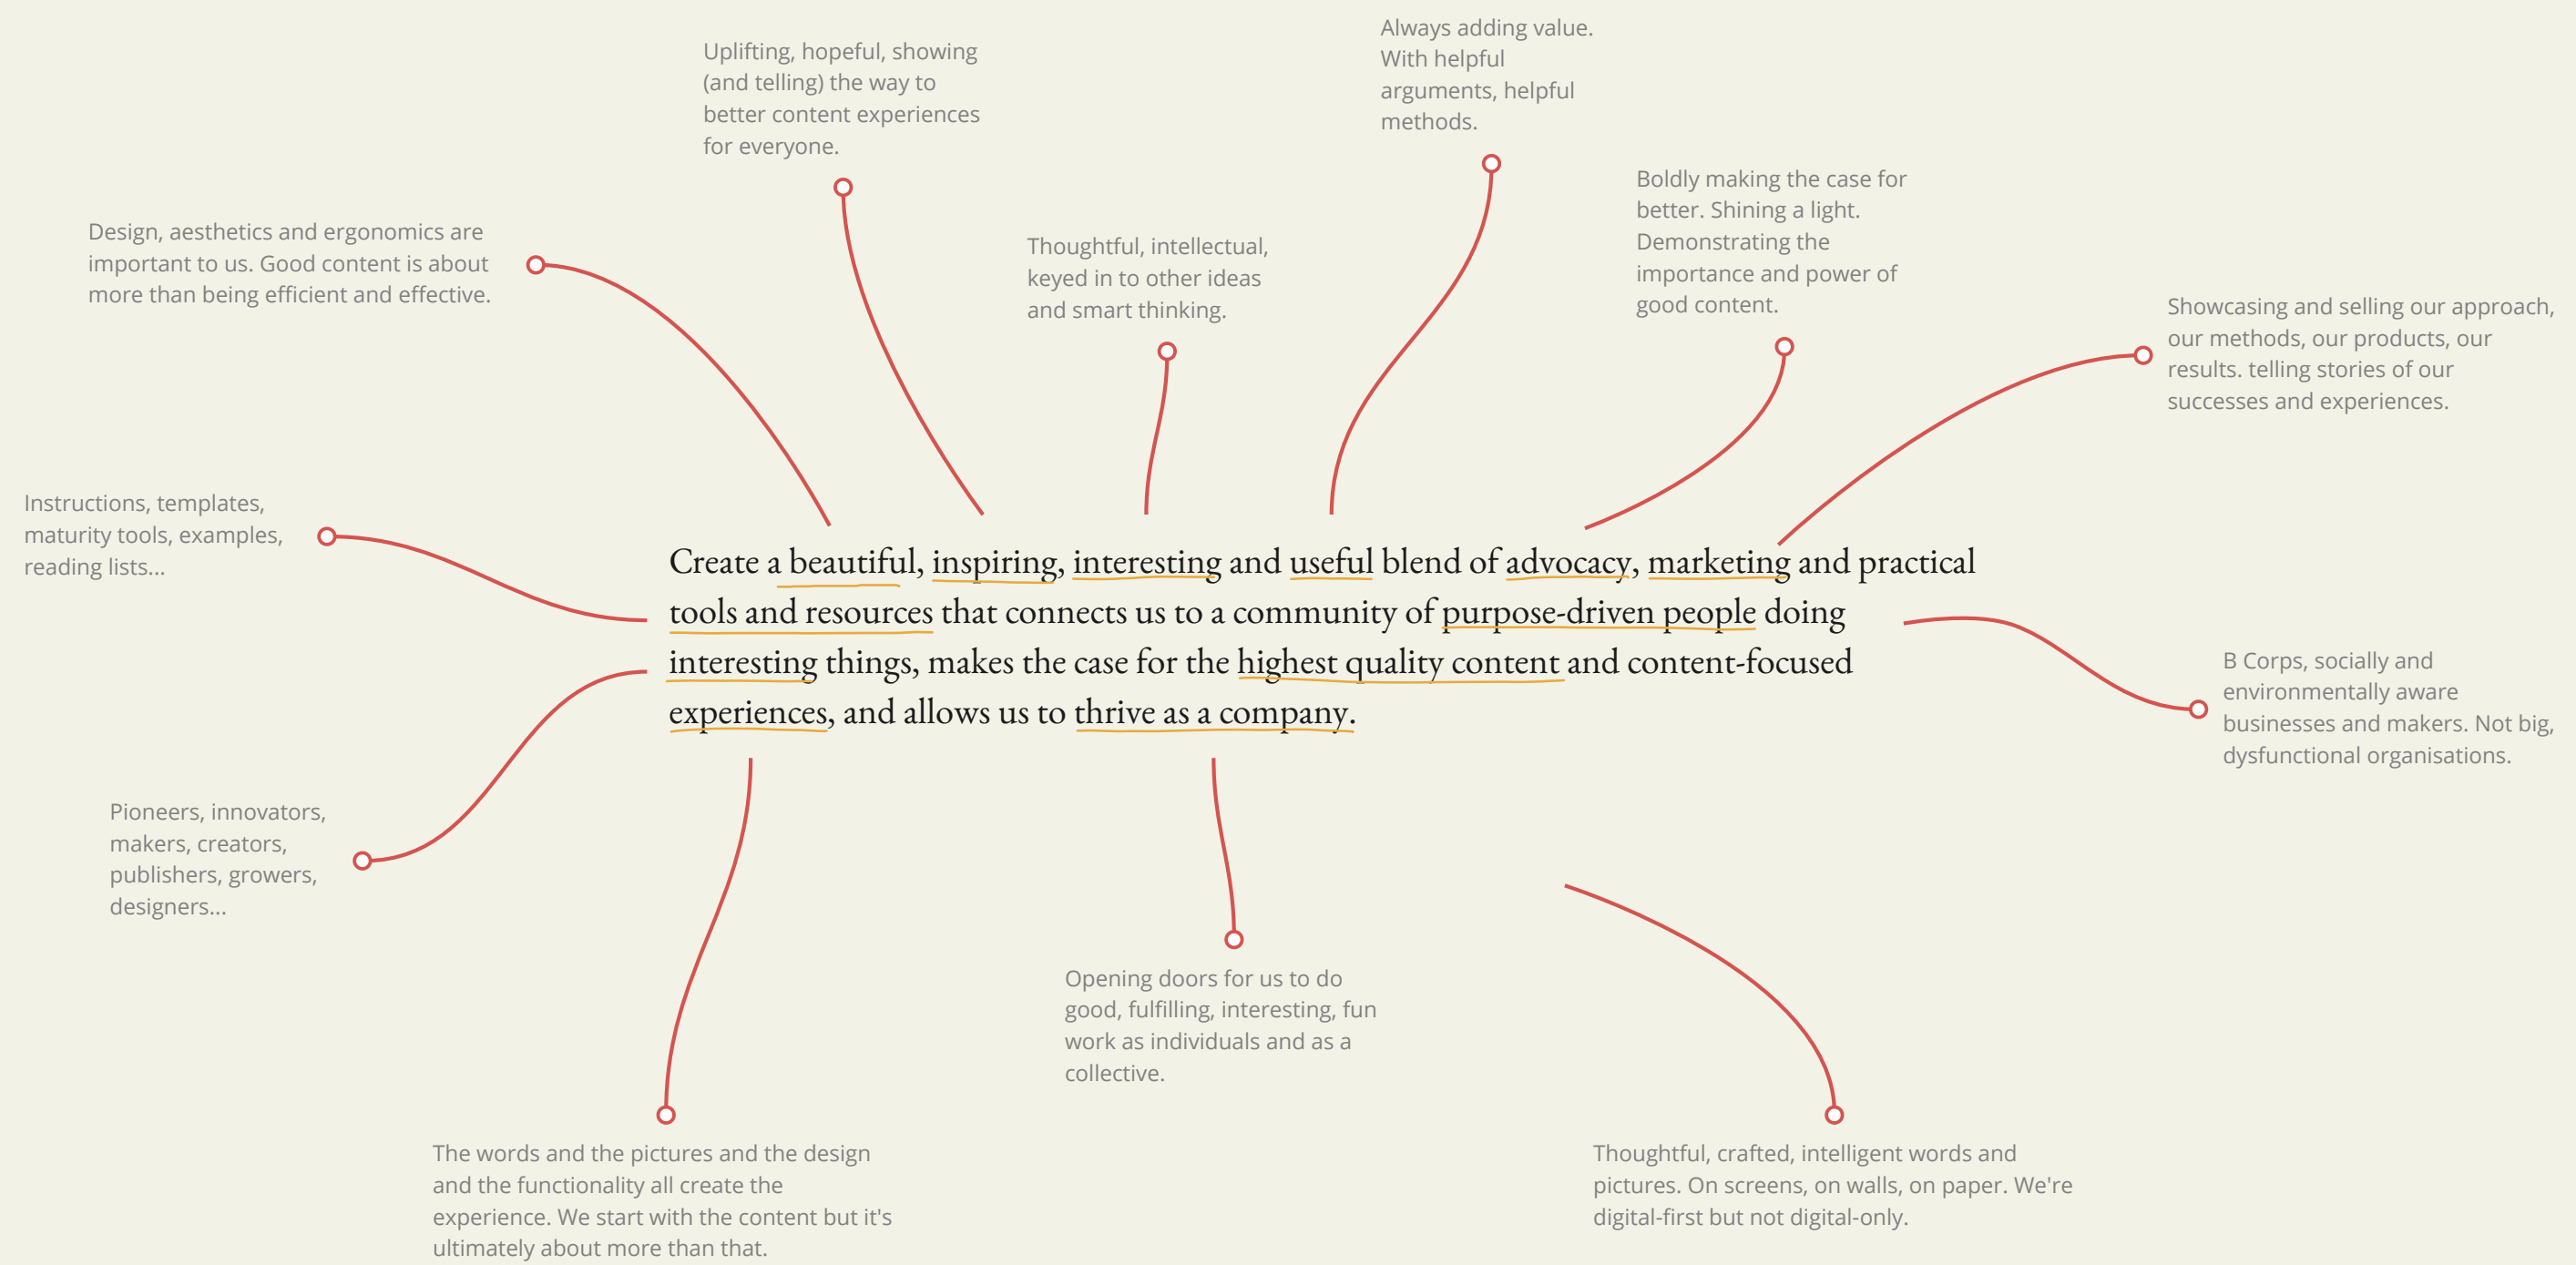 Always adding value.
With helpful
arguments, helpful
methods.
Uplifting, hopeful, showing
(and telling) the way to
better content experiences
for everyone.
Boldly making the case for
better. Shining a light.
Demonstrating the
importance and power of
good content.
Design, aesthetics and ergonomics are
important to us. Good content is about
more than being efficient and effective.
Thoughtful, intellectual,
keyed in to other ideas
and smart thinking.
Showcasing and selling our approach,
our methods, our products, our
results. telling stories of our
successes and experiences.
Instructions, templates,
maturity tools, examples,
reading lists...
Create a beautiful, inspiring, interesting and useful blend of advocacy, marketing and practical
tools and resources that connects us to a community of purpose-driven people doing
interesting things, makes the case for the highest quality content and content-focused
experiences, and allows us to thrive as a company.
B Corps, socially and
environmentally aware
businesses and makers. Not big,
dysfunctional organisations.
Pioneers, innovators,
makers, creators,
publishers, growers,
designers...
Opening doors for us to do
good, fulfilling, interesting, fun
work as individuals and as a
collective.
The words and the pictures and the design
and the functionality all create the
experience. We start with the content but it's
ultimately about more than that.
Thoughtful, crafted, intelligent words and
pictures. On screens, on walls, on paper. We're
digital-first but not digital-only.